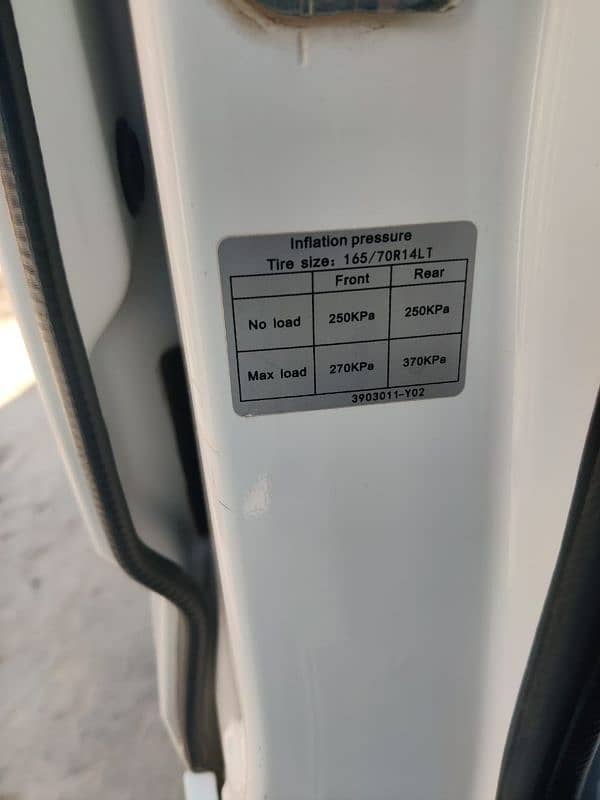 Inflation pressure
Tire size: 165/70R14LT
Front Rear
No load 250KPa 250KPa
Max load 270KPa 370KPa
3903011-Y02